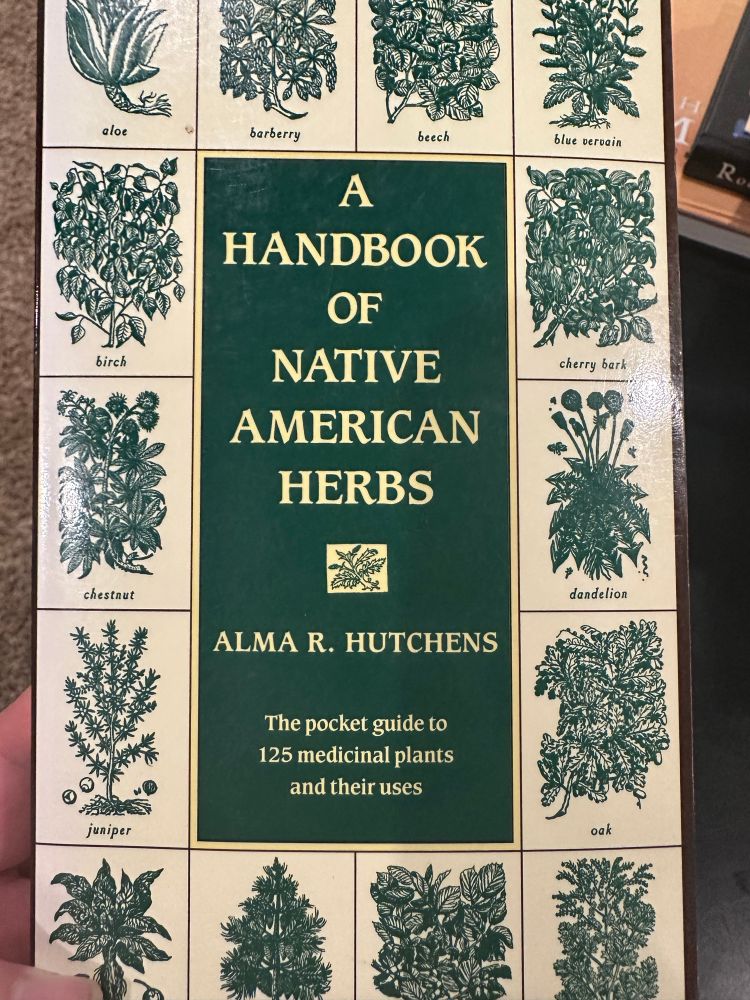 aloe
barberry
beech
blue vervain
A
HANDBOOK
OF
NATIVE
AMERICAN
HERBS
birch
cherry bark
chestnut
dandelion
ALMA R. HUTCHENS
The pocket guide to
125 medicinal plants
and their uses
juniper
oak